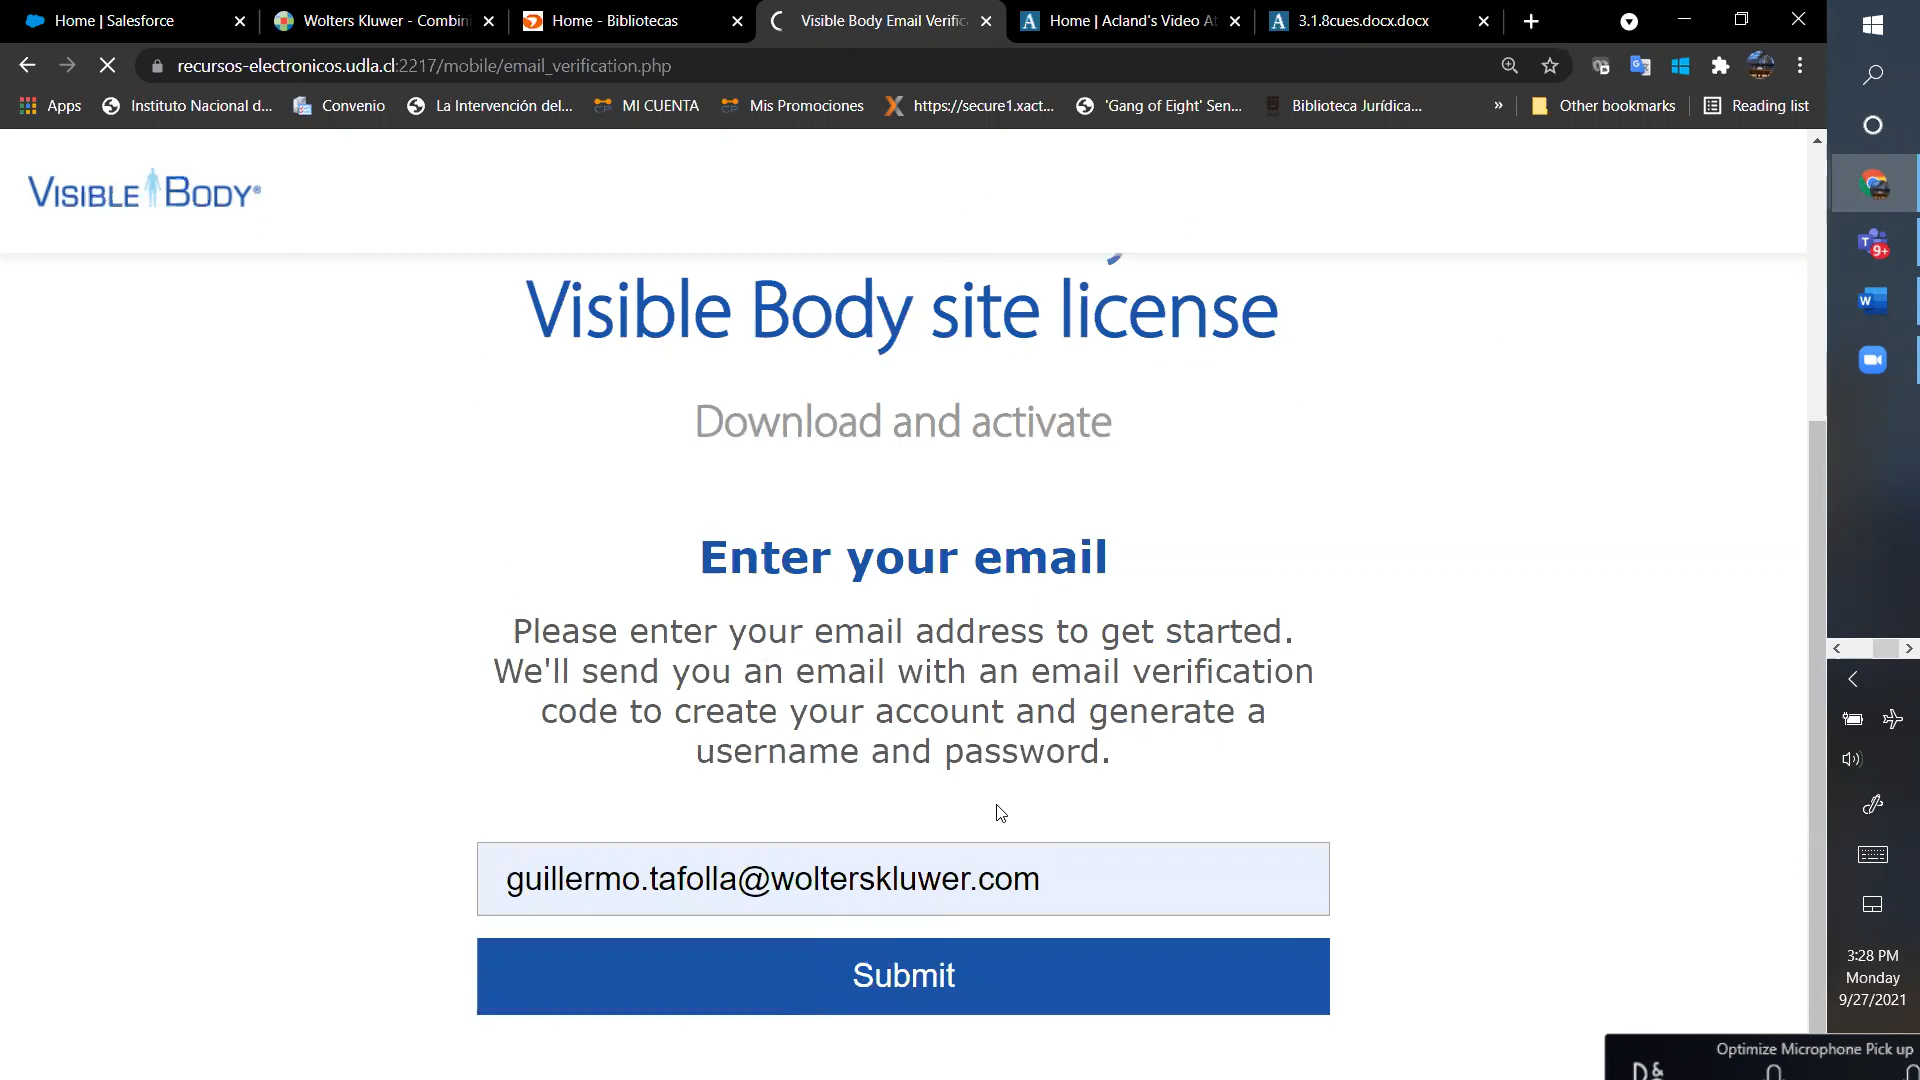 Home | Salesforce
Wolters Kluwer - Combini
Home - Bibliotecas
Visible Body Email Verific
Home | Acland's Video At
3.1.8cues.docx.docx
recursos-electronicos.udla.cl:2217/mobile/email_verification.php
Apps
Instituto Nacional d...
Convenio
La Intervención del...
MI CUENTA
Mis Promociones
https://secure1.xact...
'Gang of Eight' Sen...
Biblioteca Jurídica...
»
Other bookmarks
Reading list
VISIBLE BODY®
Visible Body site license
Download and activate
Enter your email
Please enter your email address to get started.
We'll send you an email with an email verification
code to create your account and generate a
username and password.
guillermo.tafolla@wolterskluwer.com
Submit
9+
3:28 PM
Monday
9/27/2021
Optimize Microphone Pick up